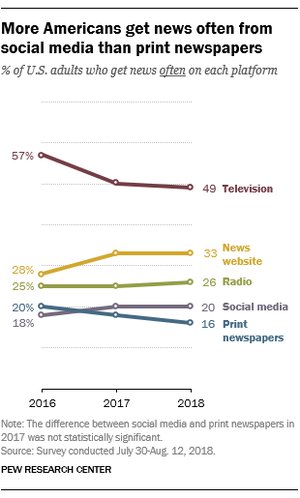 More Americans get news often from
social media than print newspapers
% of U.S. adults who get news often on each platform
57%
49 Television
33 News
website
28%
26 Radio
25%
20 Social media
20%
18%
16 Print
newspapers
2016 2017 2018
Note: The difference between social media and print newspapers in
2017 was not statistically significant.
Source: Survey conducted July 30-Aug. 12, 2018.
PEW RESEARCH CENTER